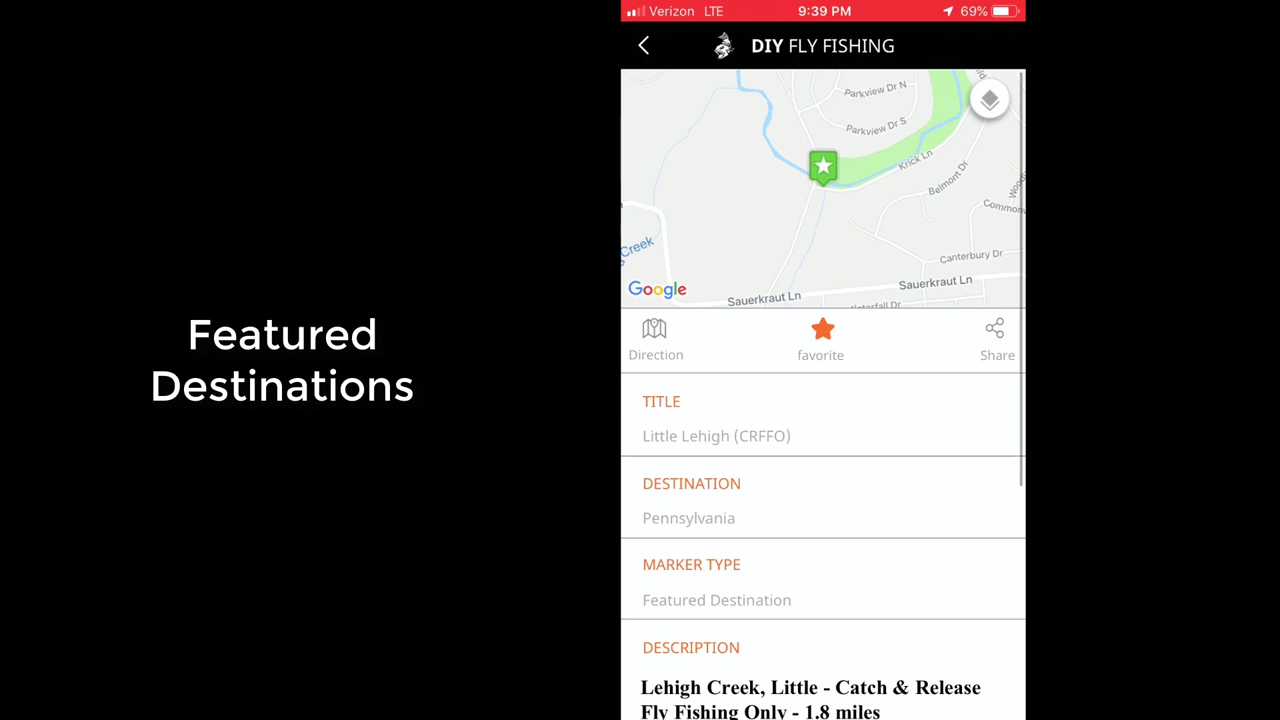 Featured
Destinations
Verizon LTE 9:39 PM 69%
DIY FLY FISHING
Parkview Dr N
Parkview Dr S
Krick Ln
Belmont Dr
Creek
Canterbury Dr
Sauerkraut Ln
Google
Sauerkraut Ln
Direction favorite Share
TITLE
Little Lehigh (CRFFO)
DESTINATION
Pennsylvania
MARKER TYPE
Featured Destination
DESCRIPTION
Lehigh Creek, Little - Catch & Release
Fly Fishing Only - 1.8 miles